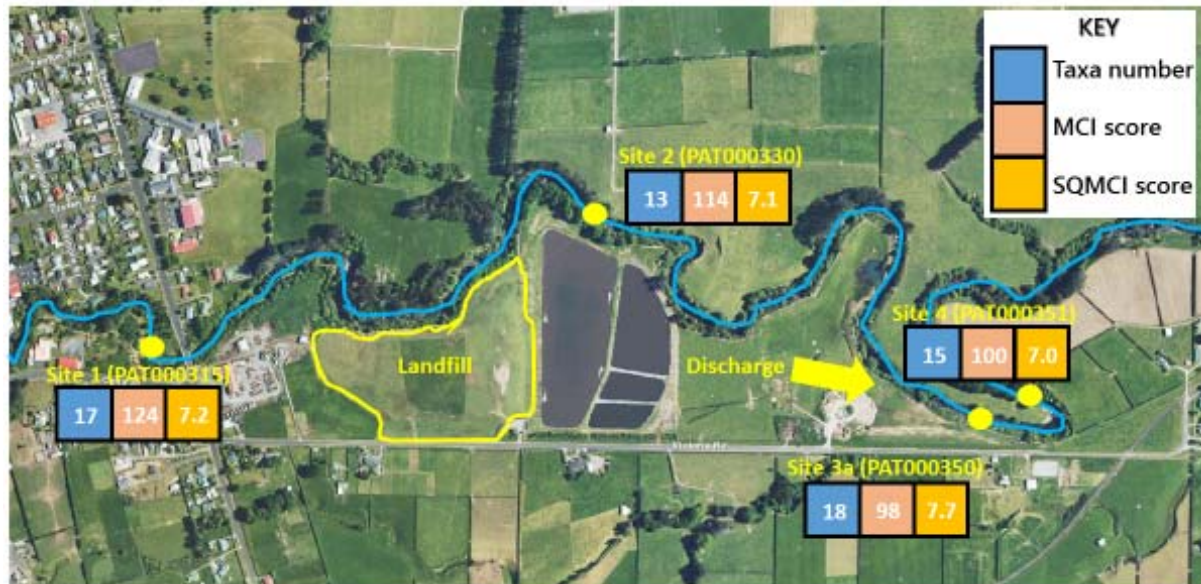 KEY
Taxa number
MCI score
SQMCI score
Site 2 (PAT000330)
13 114 7.1
Site 4 (PAT000351)
15 100 7.0
Landfill
Discharge
Site 1 (PAT000315)
17 124 7.2
Site 3a (PAT000350)
18 98 7.7